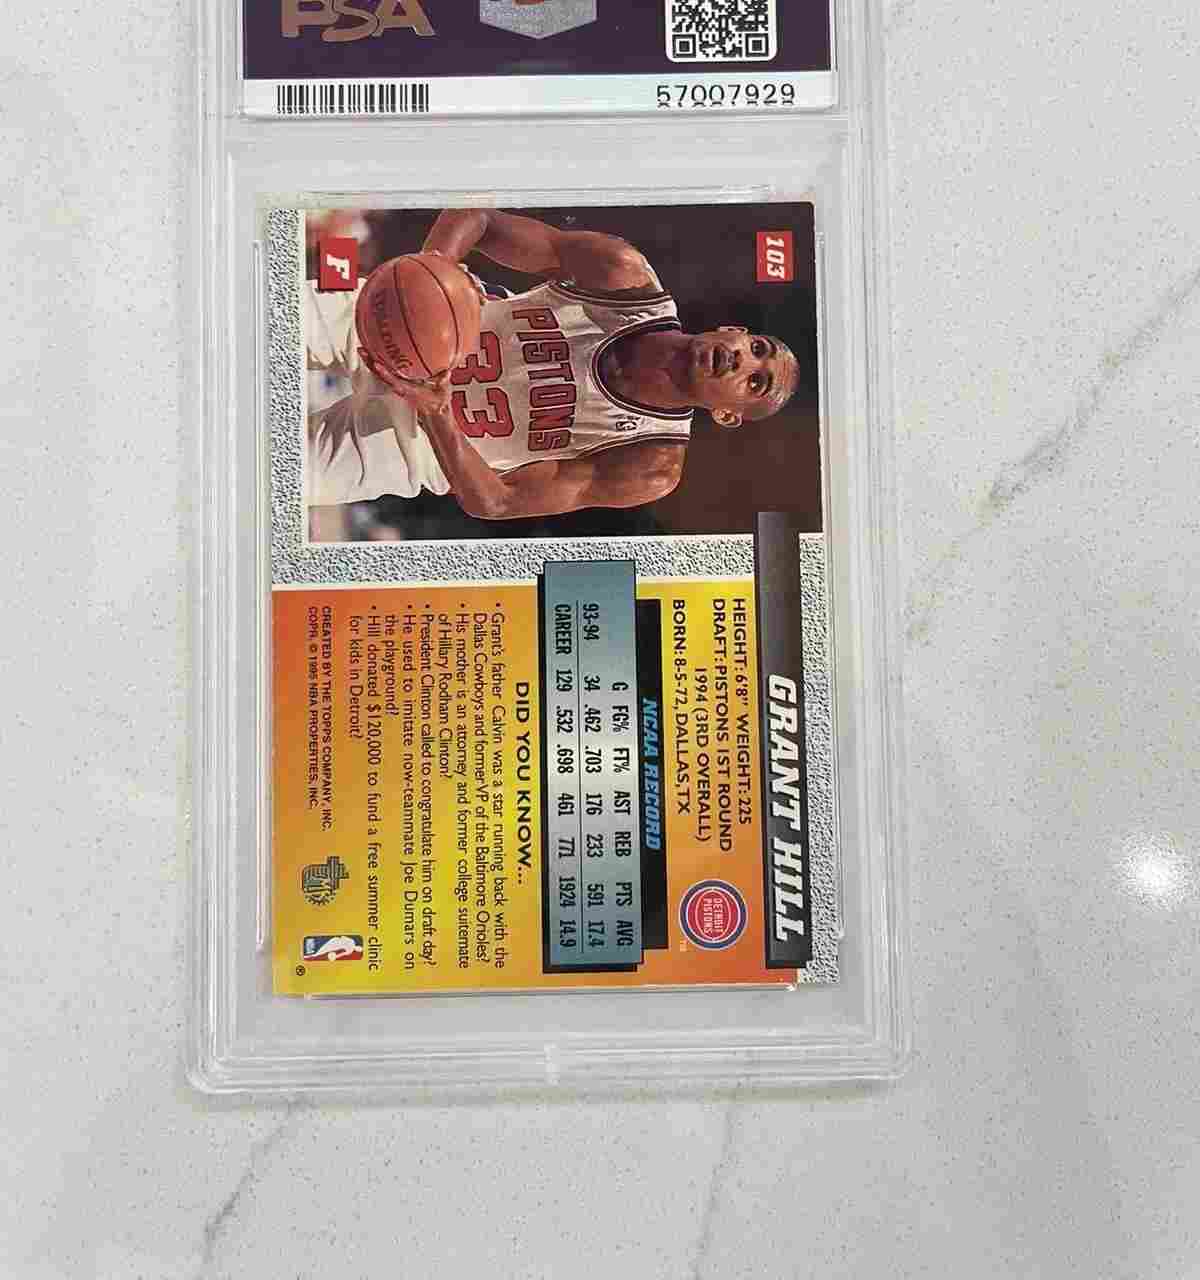 PSA
57007929
103
F
SPALDING
PISTONS
33
GRANT HILL
HEIGHT: 6'8" WEIGHT: 225
DRAFT: PISTONS 1ST ROUND
1994 (3RD OVERALL)
BORN: 8-5-72, DALLAS, TX
DETROIT
PISTONS
TM
NCAA RECORD
G FG% FT% AST REB PTS AVG
93-94 34 .462 .703 176 233 591 17.4
CAREER 129 .532 .698 461 771 1924 14.9
DID YOU KNOW...
• Grant's father Calvin was a star running back with the
Dallas Cowboys and former VP of the Baltimore Orioles?
• His mother is an attorney and former college suitemate
of Hillary Rodham Clinton?
• President Clinton called to congratulate him on draft day?
• He used to imitate now-teammate Joe Dumars on
the playground?
• Hill donated $120,000 to fund a free summer clinic
for kids in Detroit?
CREATED BY THE TOPPS COMPANY, INC.
COPR. © 1995 NBA PROPERTIES, INC.
NBA
®